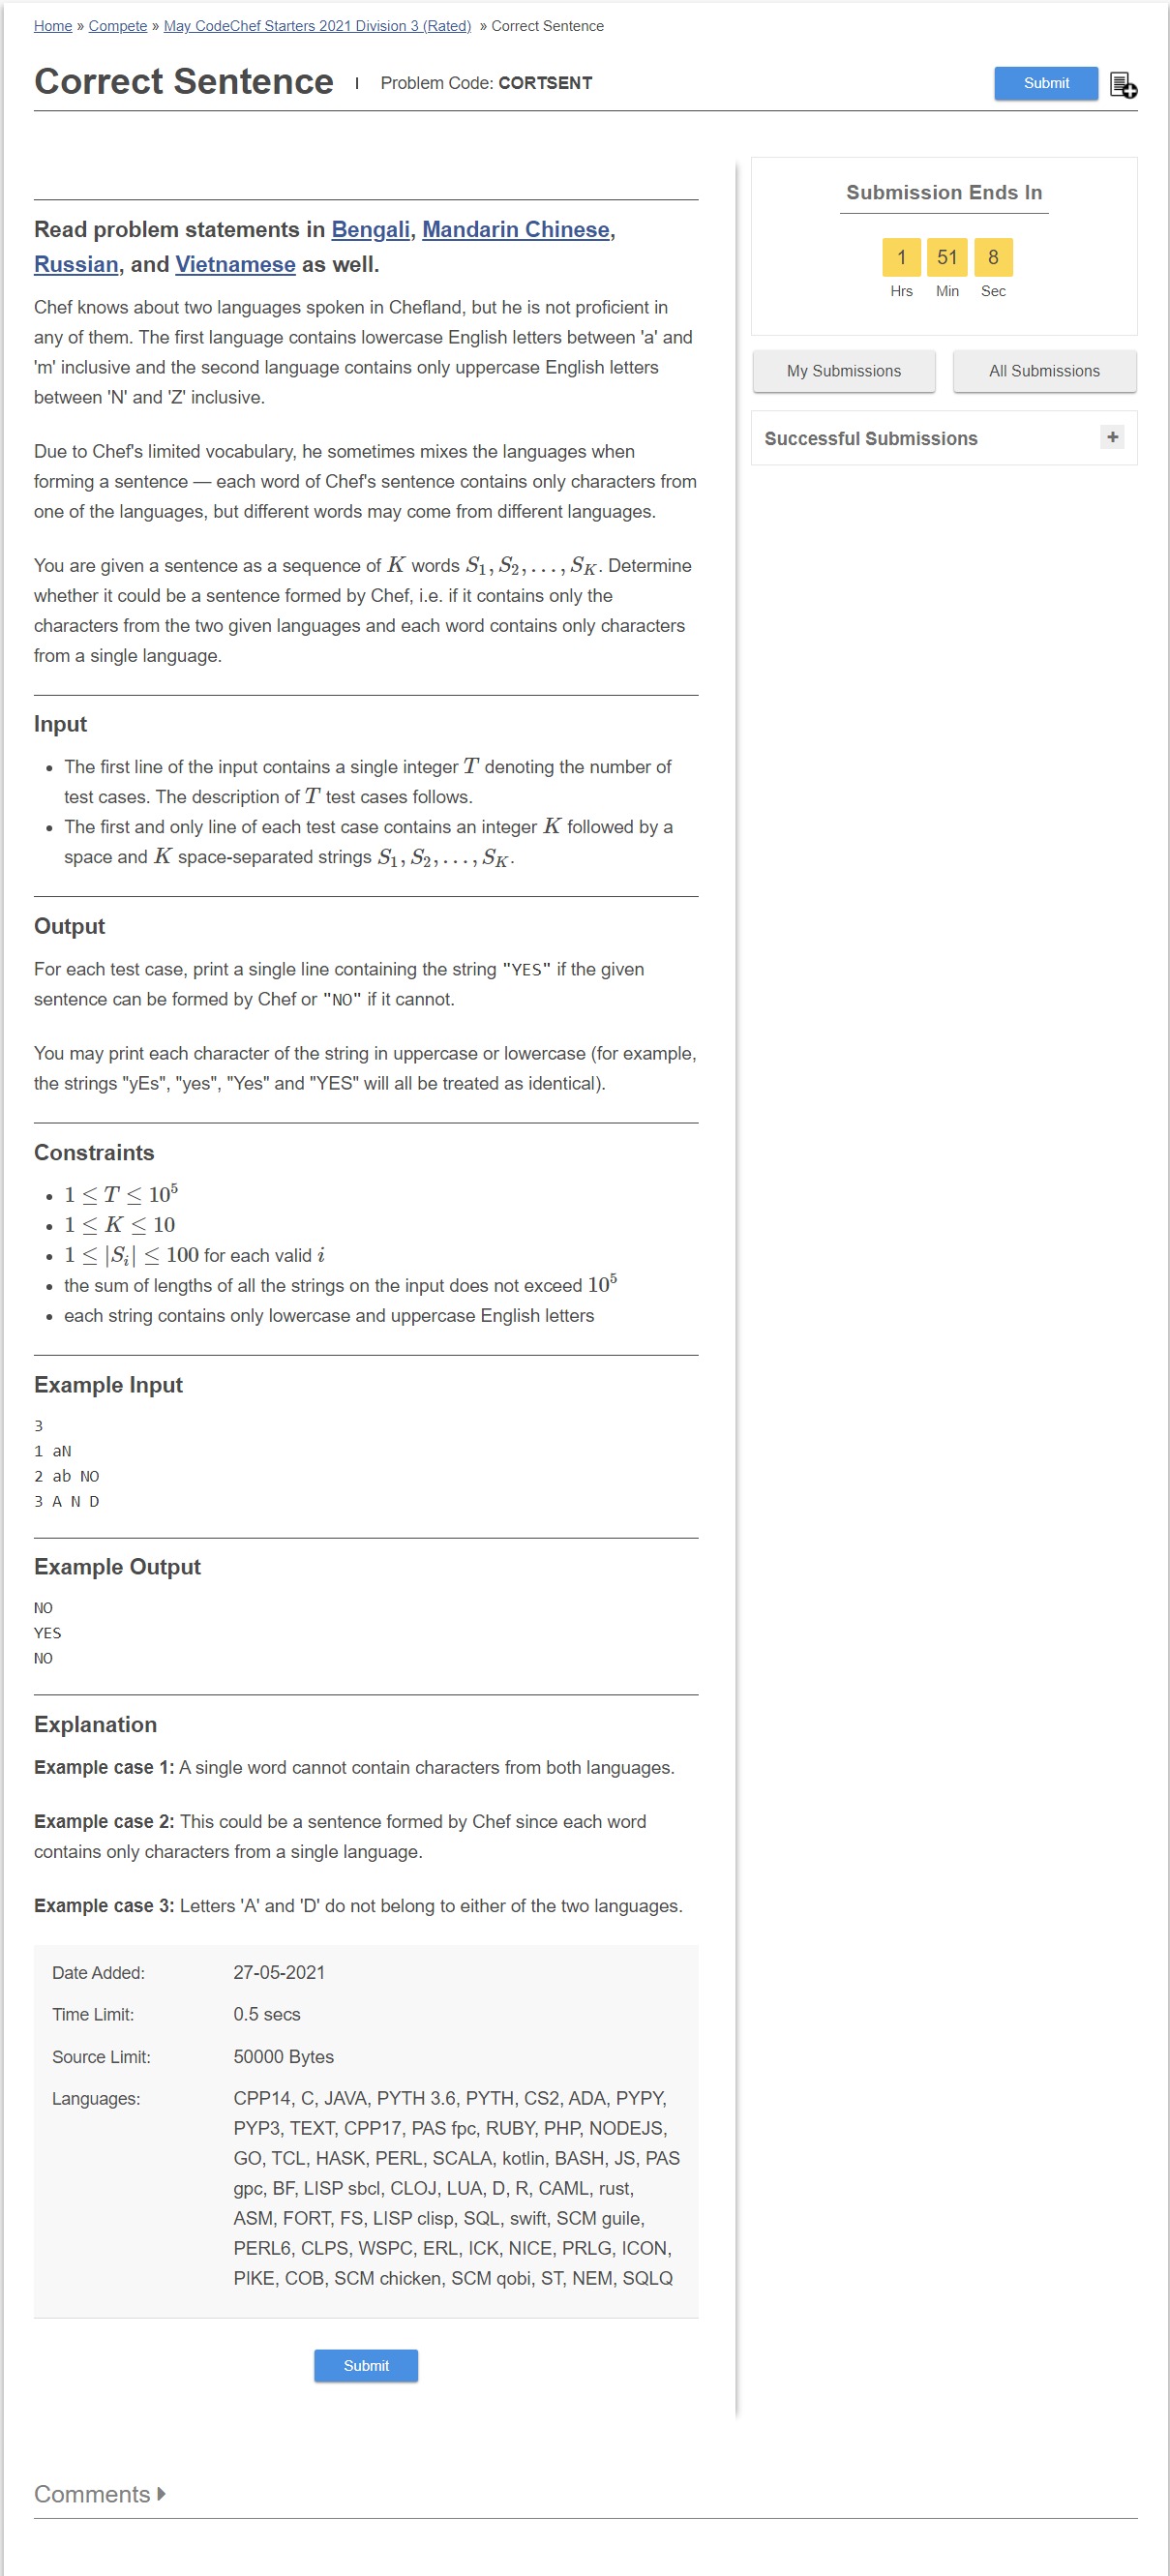 Home » Compete » May CodeChef Starters 2021 Division 3 (Rated) » Correct Sentence
Correct Sentence
Problem Code: CORTSENT
Submit
Read problem statements in Bengali, Mandarin Chinese,
Russian, and Vietnamese as well.
Chef knows about two languages spoken in Chefland, but he is not proficient in
any of them. The first language contains lowercase English letters between 'a' and
'm' inclusive and the second language contains only uppercase English letters
between 'N' and 'Z' inclusive.
Due to Chef's limited vocabulary, he sometimes mixes the languages when
forming a sentence — each word of Chef's sentence contains only characters from
one of the languages, but different words may come from different languages.
You are given a sentence as a sequence of K words S₁, S₂, . . . , S_K. Determine
whether it could be a sentence formed by Chef, i.e. if it contains only the
characters from the two given languages and each word contains only characters
from a single language.
Input
• The first line of the input contains a single integer T denoting the number of
test cases. The description of T test cases follows.
• The first and only line of each test case contains an integer K followed by a
space and K space-separated strings S₁, S₂, . . . , S_K.
Output
For each test case, print a single line containing the string "YES" if the given
sentence can be formed by Chef or "NO" if it cannot.
You may print each character of the string in uppercase or lowercase (for example,
the strings "yEs", "yes", "Yes" and "YES" will all be treated as identical).
Constraints
• 1 ≤ T ≤ 10⁵
• 1 ≤ K ≤ 10
• 1 ≤ |Sᵢ| ≤ 100 for each valid i
• the sum of lengths of all the strings on the input does not exceed 10⁵
• each string contains only lowercase and uppercase English letters
Example Input
3
1 aN
2 ab NO
3 A N D
Example Output
NO
YES
NO
Explanation
Example case 1: A single word cannot contain characters from both languages.
Example case 2: This could be a sentence formed by Chef since each word
contains only characters from a single language.
Example case 3: Letters 'A' and 'D' do not belong to either of the two languages.
Date Added: 27-05-2021
Time Limit: 0.5 secs
Source Limit: 50000 Bytes
Languages: CPP14, C, JAVA, PYTH 3.6, PYTH, CS2, ADA, PYPY,
PYP3, TEXT, CPP17, PAS fpc, RUBY, PHP, NODEJS,
GO, TCL, HASK, PERL, SCALA, kotlin, BASH, JS, PAS
gpc, BF, LISP sbcl, CLOJ, LUA, D, R, CAML, rust,
ASM, FORT, FS, LISP clisp, SQL, swift, SCM guile,
PERL6, CLPS, WSPC, ERL, ICK, NICE, PRLG, ICON,
PIKE, COB, SCM chicken, SCM qobi, ST, NEM, SQLQ
Submit
Submission Ends In
1 51 8
Hrs Min Sec
My Submissions
All Submissions
Successful Submissions +
Comments